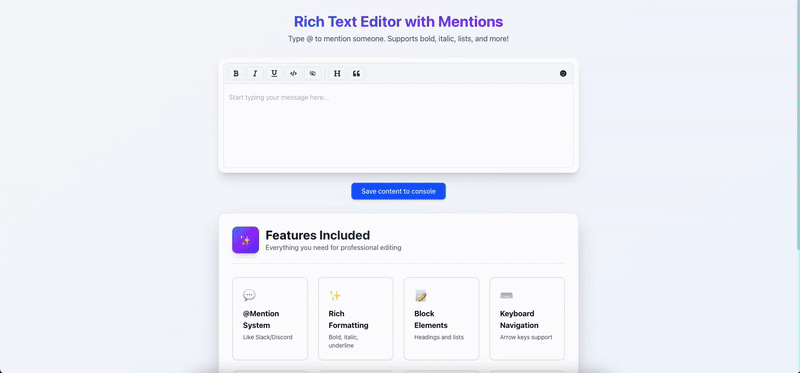 Rich Text Editor with Mentions
Type @ to mention someone. Supports bold, italic, lists, and more!
B I U </> H
Start typing your message here...
Save content to console
Features Included
Everything you need for professional editing
@Mention System
Like Slack/Discord
Rich Formatting
Bold, italic, underline
Block Elements
Headings and lists
Keyboard Navigation
Arrow keys support